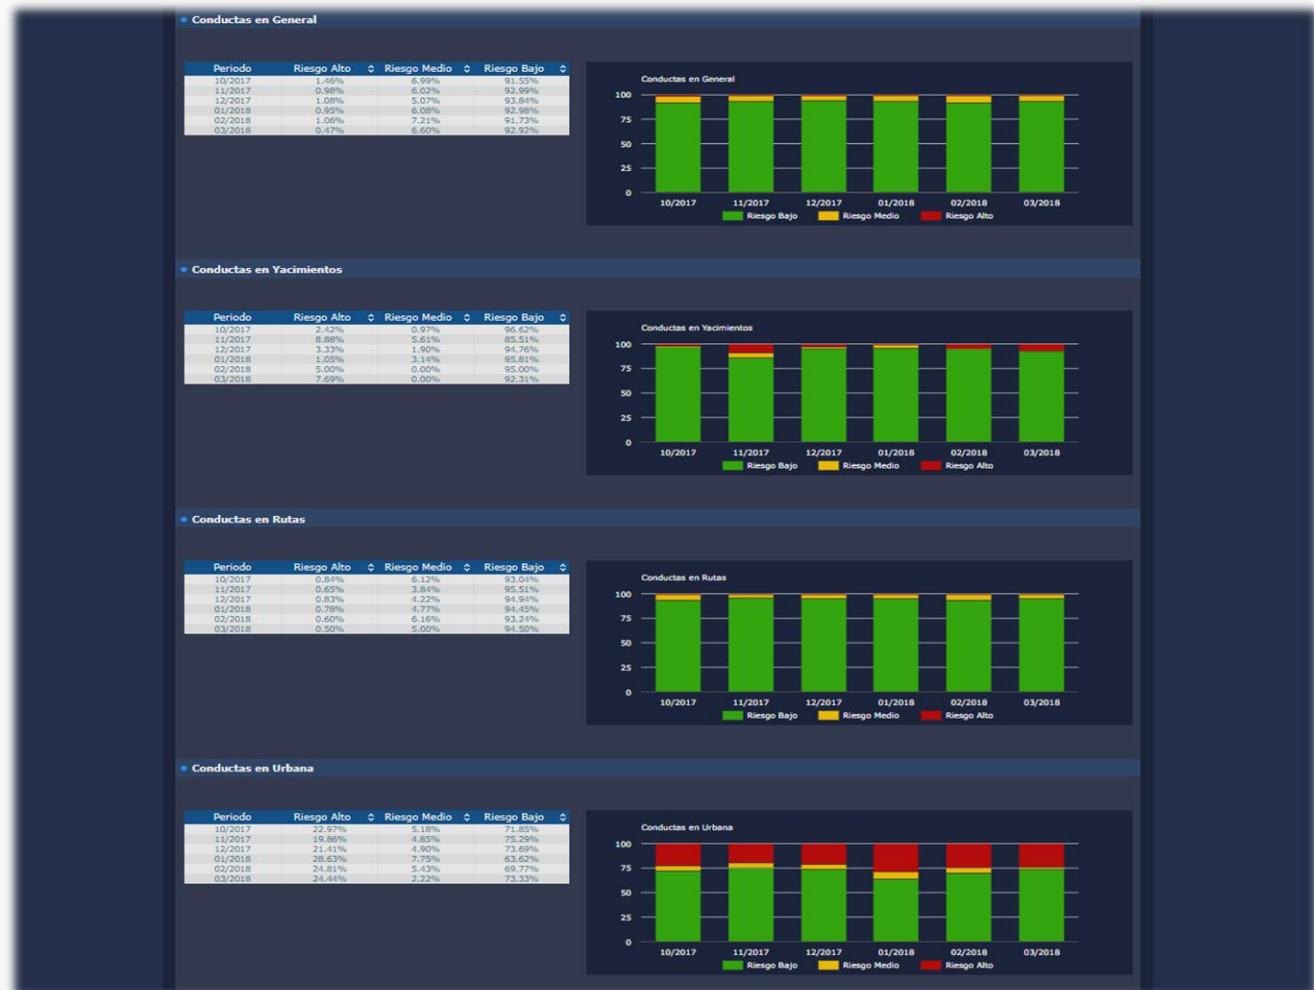 Conductas en General
Periodo Riesgo Alto Riesgo Medio Riesgo Bajo
10/2017 1.46% 6.99% 91.55%
11/2017 0.98% 6.02% 92.99%
12/2017 1.08% 5.07% 93.84%
01/2018 0.95% 6.08% 92.98%
02/2018 1.06% 7.21% 91.73%
03/2018 0.47% 6.60% 92.92%
Conductas en General
100
75
50
25
0
10/2017 11/2017 12/2017 01/2018 02/2018 03/2018
Riesgo Bajo Riesgo Medio Riesgo Alto
Conductas en Yacimientos
Periodo Riesgo Alto Riesgo Medio Riesgo Bajo
10/2017 2.42% 0.97% 96.62%
11/2017 8.88% 5.61% 85.51%
12/2017 3.33% 1.90% 94.76%
01/2018 1.05% 3.14% 95.81%
02/2018 5.00% 0.00% 95.00%
03/2018 7.69% 0.00% 92.31%
Conductas en Yacimientos
100
75
50
25
0
10/2017 11/2017 12/2017 01/2018 02/2018 03/2018
Riesgo Bajo Riesgo Medio Riesgo Alto
Conductas en Rutas
Periodo Riesgo Alto Riesgo Medio Riesgo Bajo
10/2017 0.84% 6.12% 93.04%
11/2017 0.65% 3.84% 95.51%
12/2017 0.83% 4.22% 94.94%
01/2018 0.78% 4.77% 94.45%
02/2018 0.60% 6.16% 93.24%
03/2018 0.50% 5.00% 94.50%
Conductas en Rutas
100
75
50
25
0
10/2017 11/2017 12/2017 01/2018 02/2018 03/2018
Riesgo Bajo Riesgo Medio Riesgo Alto
Conductas en Urbana
Periodo Riesgo Alto Riesgo Medio Riesgo Bajo
10/2017 22.97% 5.18% 71.85%
11/2017 19.86% 4.85% 75.29%
12/2017 21.41% 4.90% 73.69%
01/2018 28.63% 7.75% 63.62%
02/2018 24.81% 5.43% 69.77%
03/2018 24.44% 2.22% 73.33%
Conductas en Urbana
100
75
50
25
0
10/2017 11/2017 12/2017 01/2018 02/2018 03/2018
Riesgo Bajo Riesgo Medio Riesgo Alto